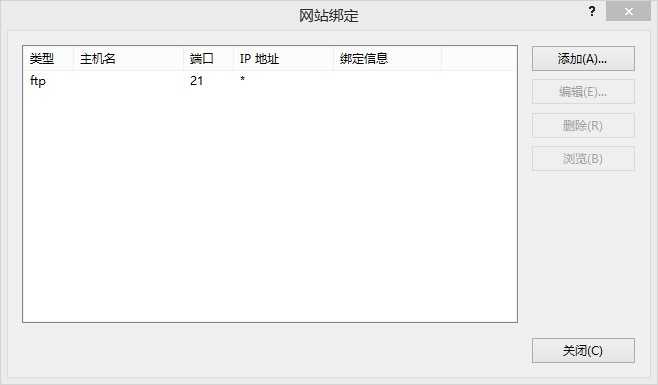 网站绑定
?
类型 主机名 端口 IP 地址 绑定信息
ftp 21 *
添加(A)...
编辑(E)...
删除(R)
浏览(B)
关闭(C)